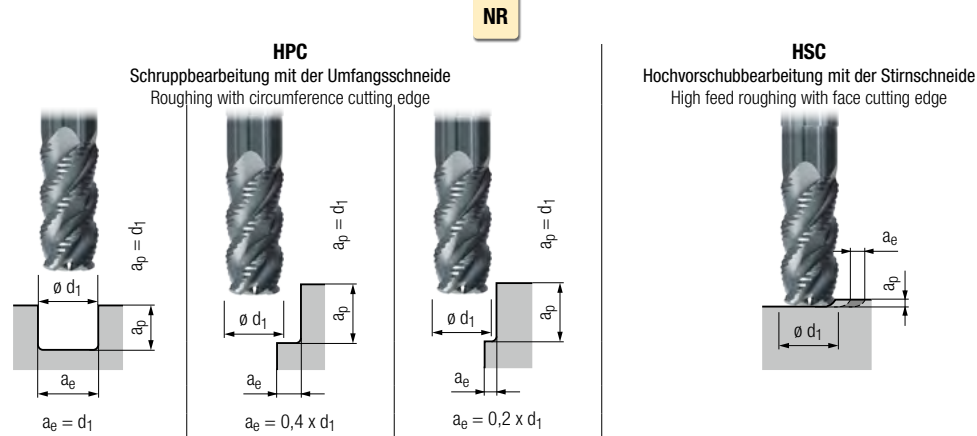 NR
HPC
Schruppbearbeitung mit der Umfangsschneide
Roughing with circumference cutting edge
ap = d1
ø d1
ap
ae
ae = d1
ap = d1
ø d1
ap
ae
ae = 0,4 x d1
ap = d1
ø d1
ap
ae
ae = 0,2 x d1
HSC
Hochvorschubbearbeitung mit der Stirnschneide
High feed roughing with face cutting edge
ae
ap
ø d1